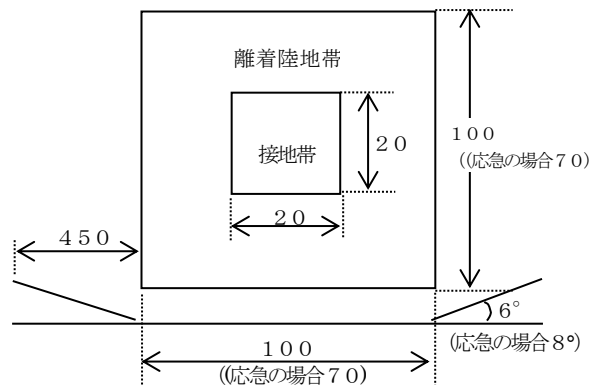 離着陸地帯
接地帯
２０
２０
１００
（(応急の場合７０）
４５０
６°
（応急の場合８°）
１００
（(応急の場合７０）